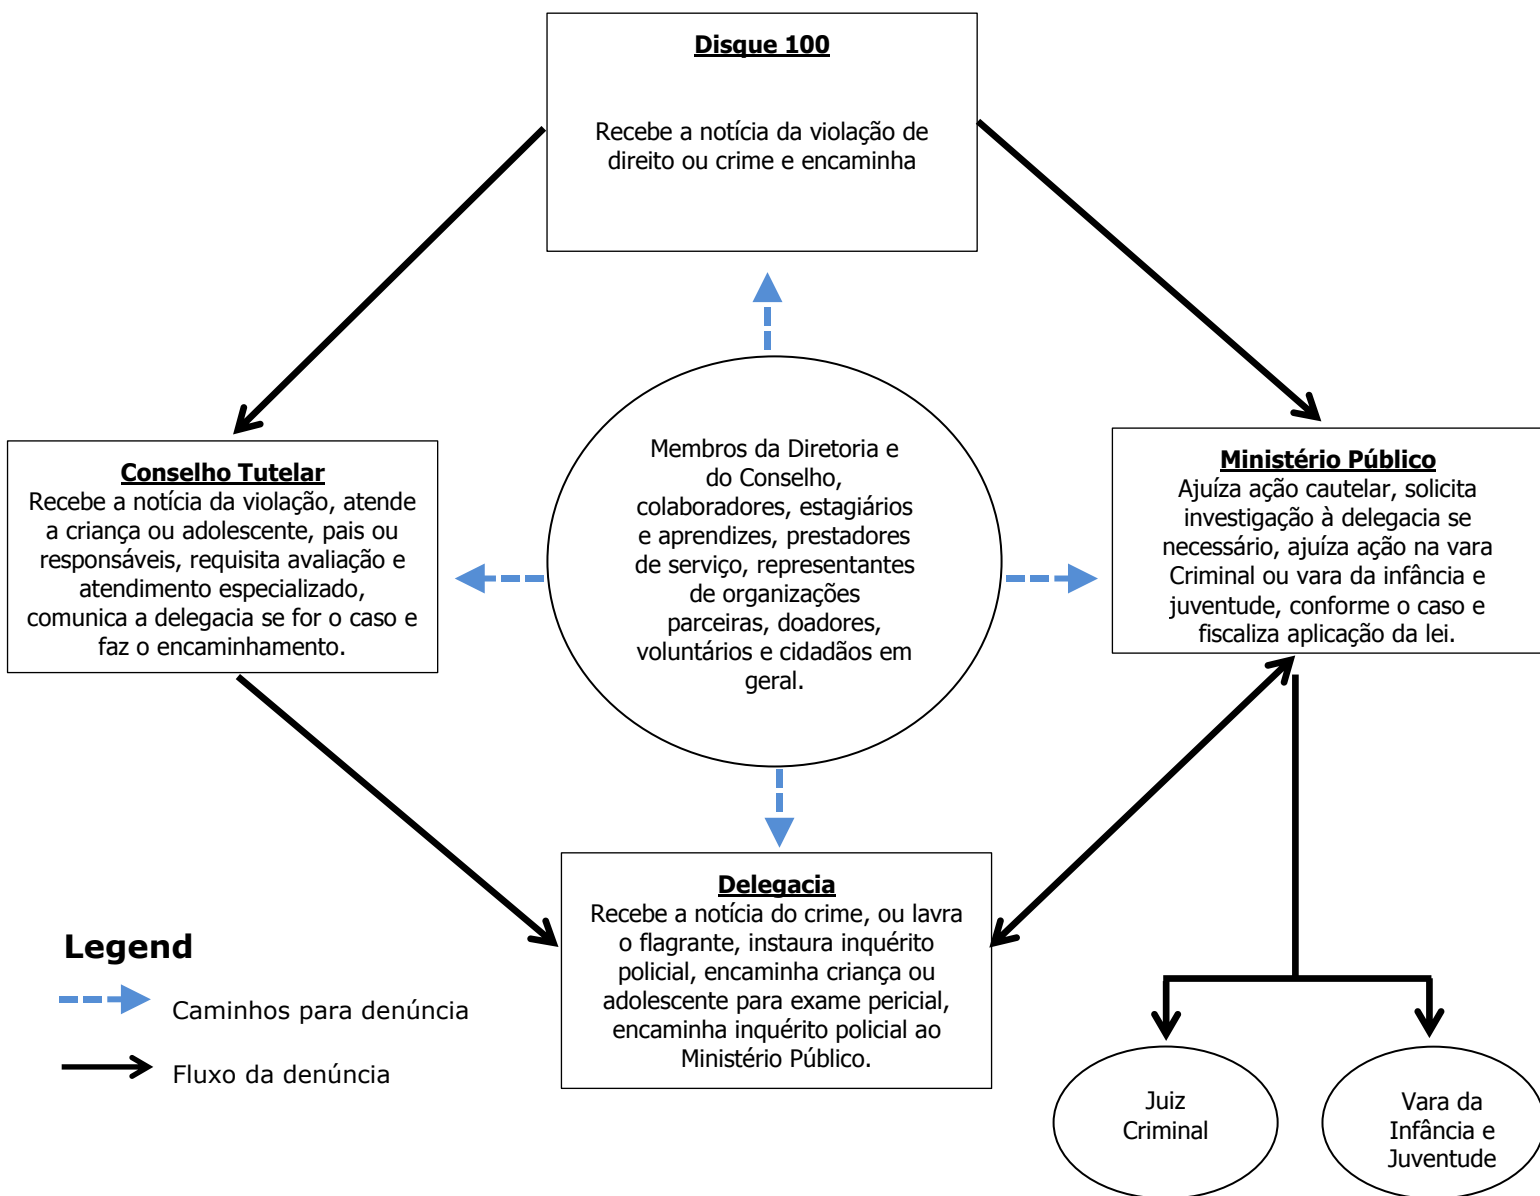 Disque 100
Recebe a notícia da violação de
direito ou crime e encaminha
Conselho Tutelar
Recebe a notícia da violação, atende
a criança ou adolescente, pais ou
responsáveis, requisita avaliação e
atendimento especializado,
comunica a delegacia se for o caso e
faz o encaminhamento.
Membros da Diretoria e
do Conselho,
colaboradores, estagiários
e aprendizes, prestadores
de serviço, representantes
de organizações
parceiras, doadores,
voluntários e cidadãos em
geral.
Ministério Público
Ajuíza ação cautelar, solicita
investigação à delegacia se
necessário, ajuíza ação na vara
Criminal ou vara da infância e
juventude, conforme o caso e
fiscaliza aplicação da lei.
Delegacia
Recebe a notícia do crime, ou lavra
o flagrante, instaura inquérito
policial, encaminha criança ou
adolescente para exame pericial,
encaminha inquérito policial ao
Ministério Público.
Legend
Caminhos para denúncia
Fluxo da denúncia
Juiz
Criminal
Vara da
Infância e
Juventude